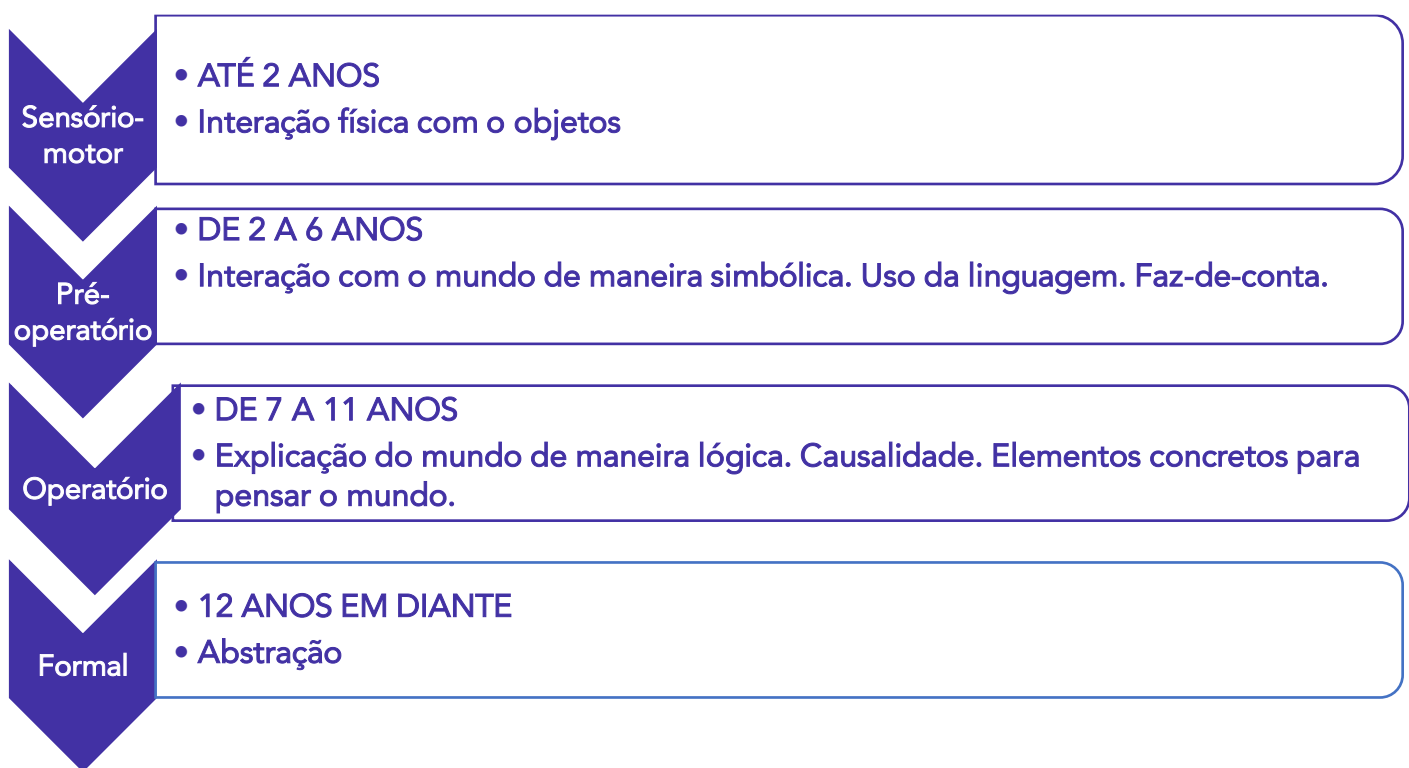 Sensório-
motor
• ATÉ 2 ANOS
• Interação física com o objetos
Pré-
operatório
• DE 2 A 6 ANOS
• Interação com o mundo de maneira simbólica. Uso da linguagem. Faz-de-conta.
Operatório
• DE 7 A 11 ANOS
• Explicação do mundo de maneira lógica. Causalidade. Elementos concretos para
pensar o mundo.
Formal
• 12 ANOS EM DIANTE
• Abstração